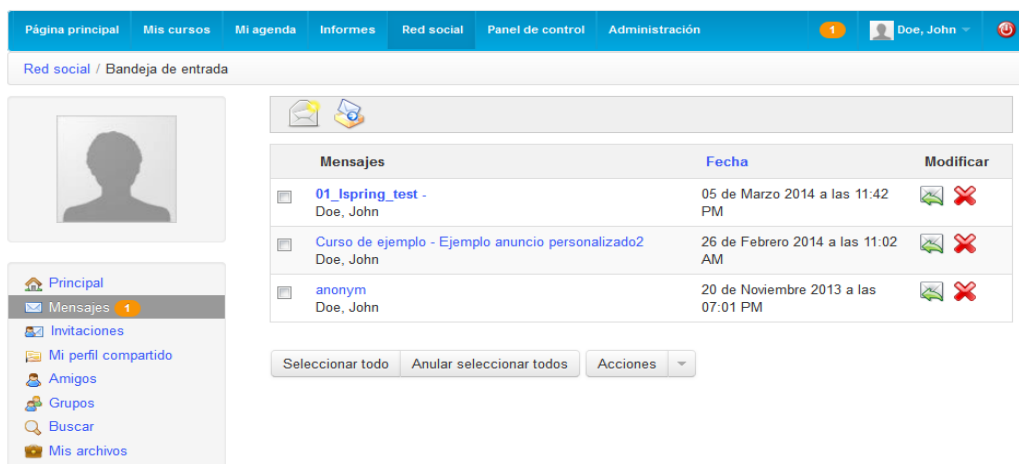 Página principal Mis cursos Mi agenda Informes Red social Panel de control Administración 1 Doe, John
Red social / Bandeja de entrada
Mensajes Fecha Modificar
01_Ispring_test -
Doe, John
05 de Marzo 2014 a las 11:42
PM
Curso de ejemplo - Ejemplo anuncio personalizado2
Doe, John
26 de Febrero 2014 a las 11:02
AM
anonym
Doe, John
20 de Noviembre 2013 a las
07:01 PM
Seleccionar todo Anular seleccionar todos Acciones
Principal
Mensajes 1
Invitaciones
Mi perfil compartido
Amigos
Grupos
Buscar
Mis archivos